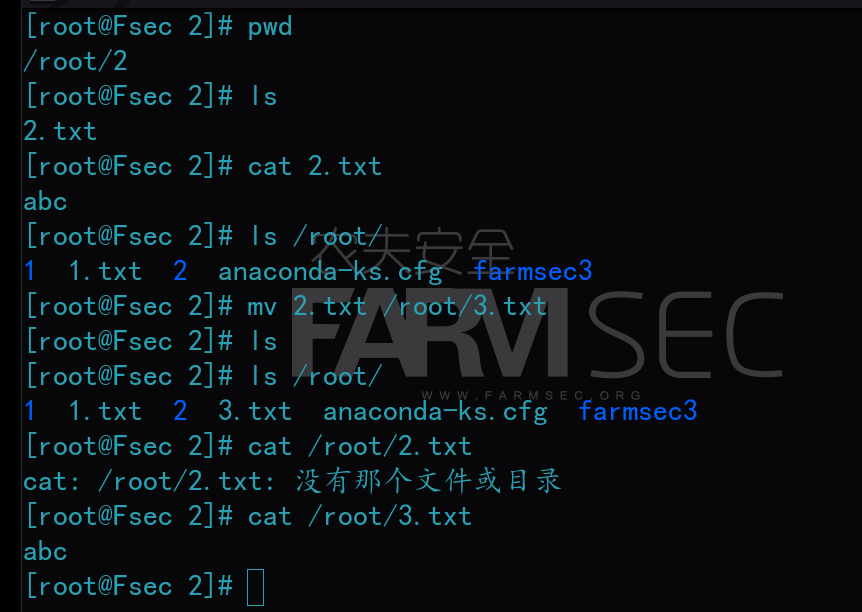 [root@Fsec 2]# pwd
/root/2
[root@Fsec 2]# ls
2.txt
[root@Fsec 2]# cat 2.txt
abc
[root@Fsec 2]# ls /root/
农夫安全
1  1.txt  2  anaconda-ks.cfg  farmsec3
[root@Fsec 2]# mv 2.txt /root/3.txt
FARMSEC
[root@Fsec 2]# ls
[root@Fsec 2]# ls /root/
WWW.FARMSEC.ORG
1  1.txt  2  3.txt  anaconda-ks.cfg  farmsec3
[root@Fsec 2]# cat /root/2.txt
cat: /root/2.txt: 没有那个文件或目录
[root@Fsec 2]# cat /root/3.txt
abc
[root@Fsec 2]#